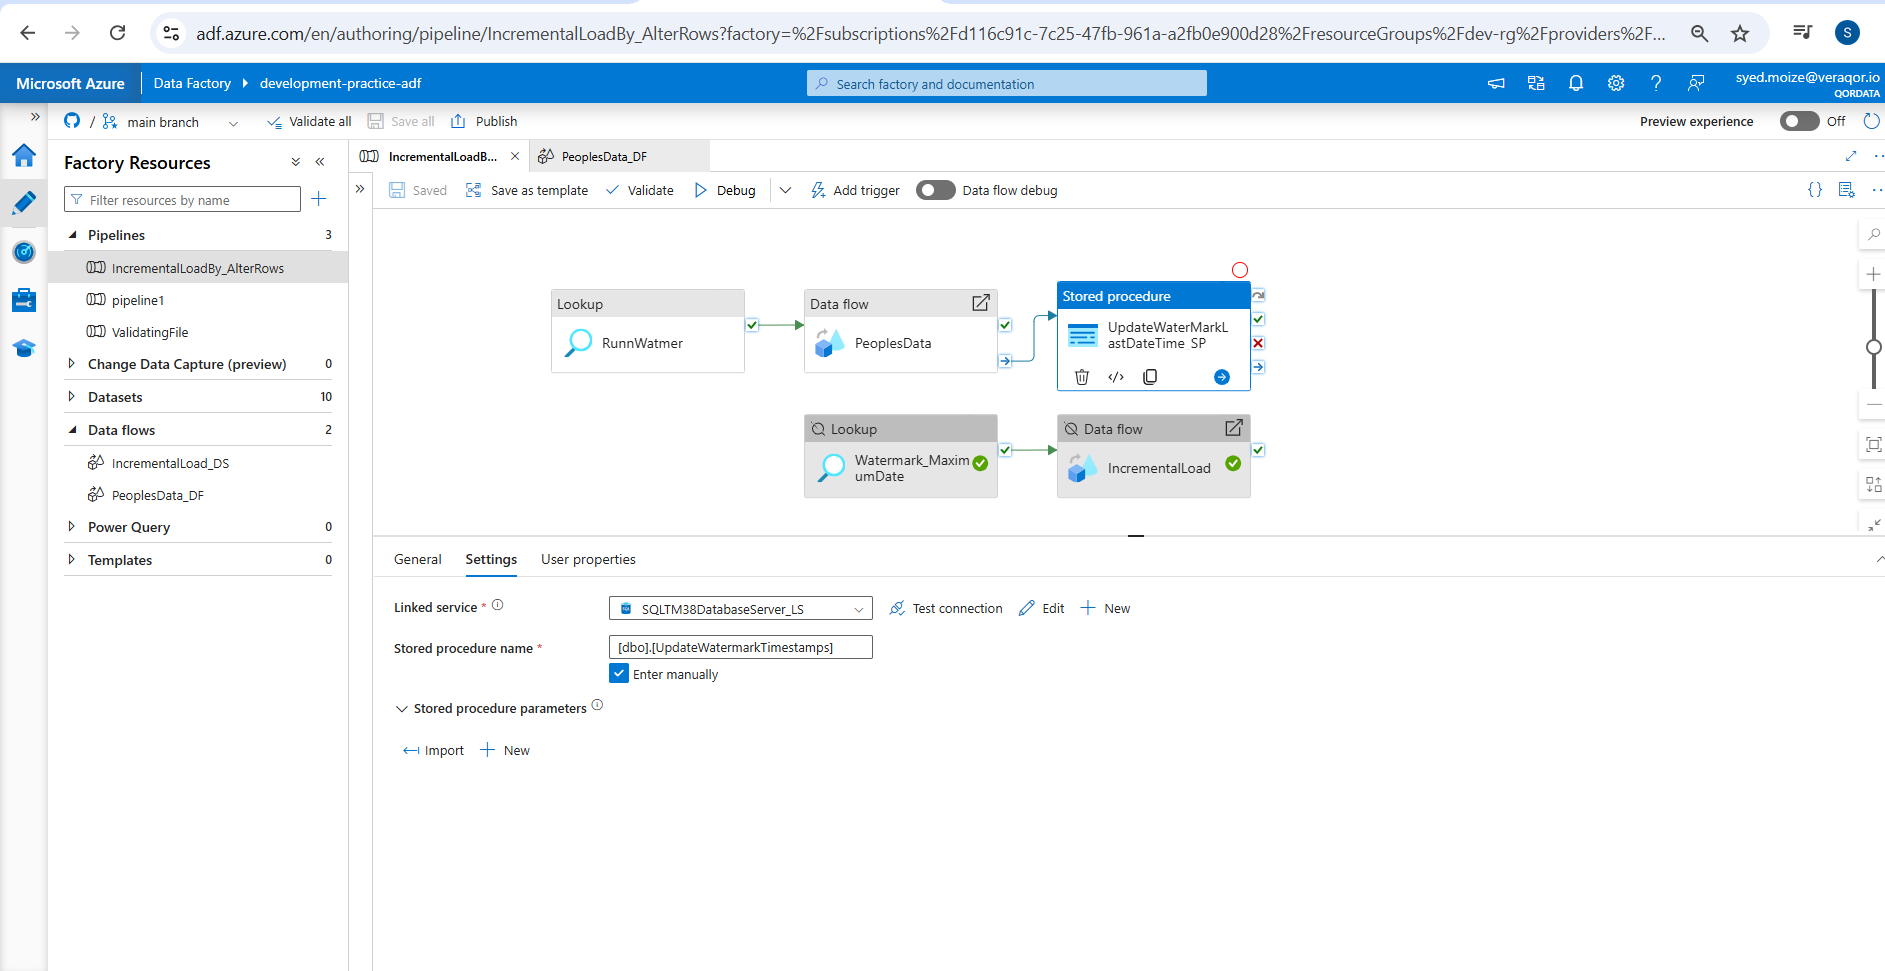 adf.azure.com/en/authoring/pipeline/IncrementalLoadBy_AlterRows?factory=%2Fsubscriptions%2Fd116c91c-7c25-47fb-961a-a2fb0e900d28%2FresourceGroups%2Fdev-rg%2Fproviders%2F...
S
Microsoft Azure
Data Factory
development-practice-adf
Search factory and documentation
syed.moize@veraqor.io
QORDATA
/ main branch
Validate all
Save all
Publish
Preview experience
Off
Factory Resources
Filter resources by name
Pipelines 3
IncrementalLoadBy_AlterRows
pipeline1
ValidatingFile
Change Data Capture (preview) 0
Datasets 10
Data flows 2
IncrementalLoad_DS
PeoplesData_DF
Power Query 0
Templates 0
IncrementalLoadB...
PeoplesData_DF
Saved
Save as template
Validate
Debug
Add trigger
Data flow debug
Lookup
RunnWatmer
Data flow
PeoplesData
Stored procedure
UpdateWaterMarkL
astDateTime_SP
Lookup
Watermark_Maxim
umDate
Data flow
IncrementalLoad
General
Settings
User properties
Linked service *
SQLTM38DatabaseServer_LS
Test connection
Edit
New
Stored procedure name *
[dbo].[UpdateWatermarkTimestamps]
Enter manually
Stored procedure parameters
Import
New